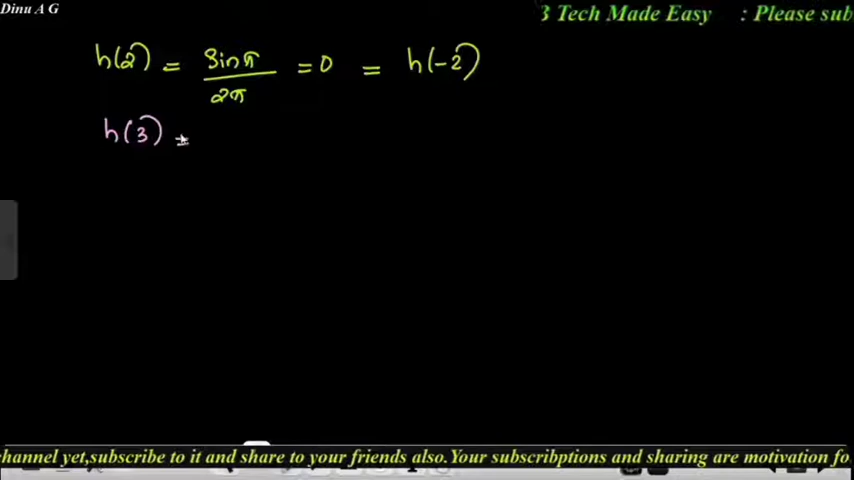 Dinu A G
3 Tech Made Easy : Please sub
h(2) = sinπ / 2π = 0 = h(-2)
h(3) =
channel yet,subscribe to it and share to your friends also.Your subscribptions and sharing are motivation fo